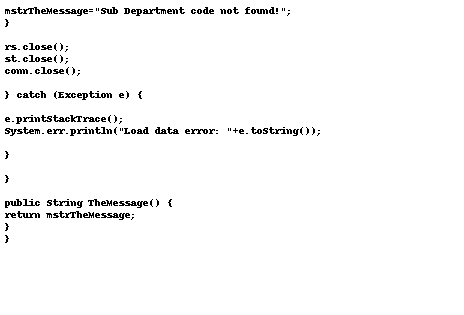 mstrTheMessage="Sub Department code not found!";
}
rs.close();
st.close();
conn.close();
} catch (Exception e) {
e.printStackTrace();
System.err.println("Load data error: "+e.toString());
}
}
public String TheMessage() {
return mstrTheMessage;
}
}